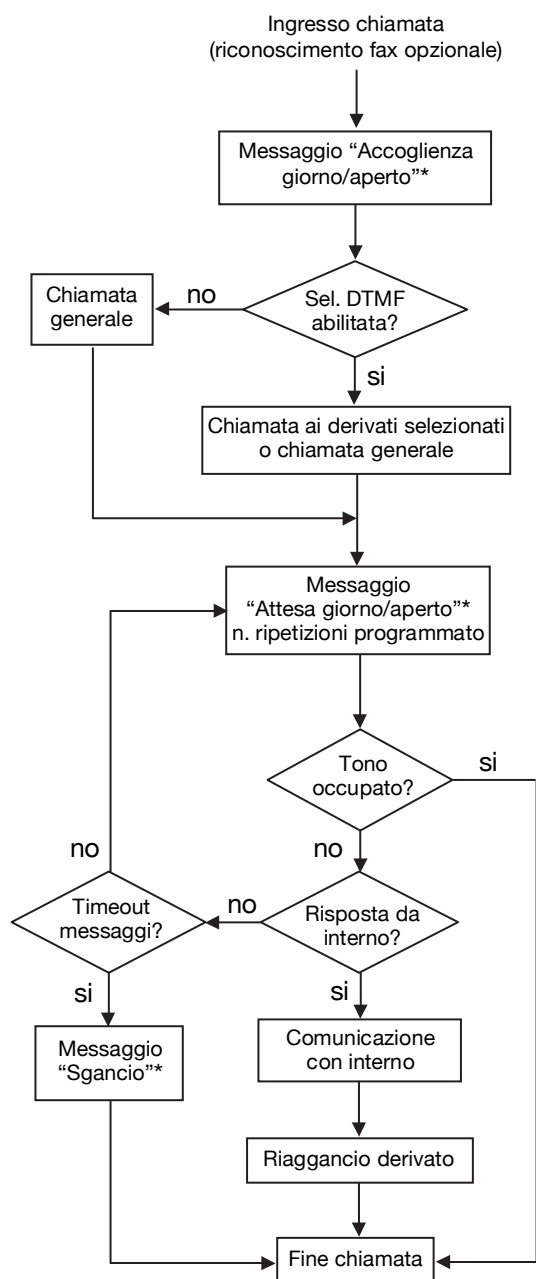 Ingresso chiamata
(riconoscimento fax opzionale)
Messaggio “Accoglienza
giorno/aperto”*
Sel. DTMF
abilitata?
no
Chiamata
generale
si
Chiamata ai derivati selezionati
o chiamata generale
Messaggio
“Attesa giorno/aperto”*
n. ripetizioni programmato
Tono
occupato?
si
no
Risposta da
interno?
no
Timeout
messaggi?
no
si
Messaggio
“Sgancio”*
si
Comunicazione
con interno
Riaggancio derivato
Fine chiamata